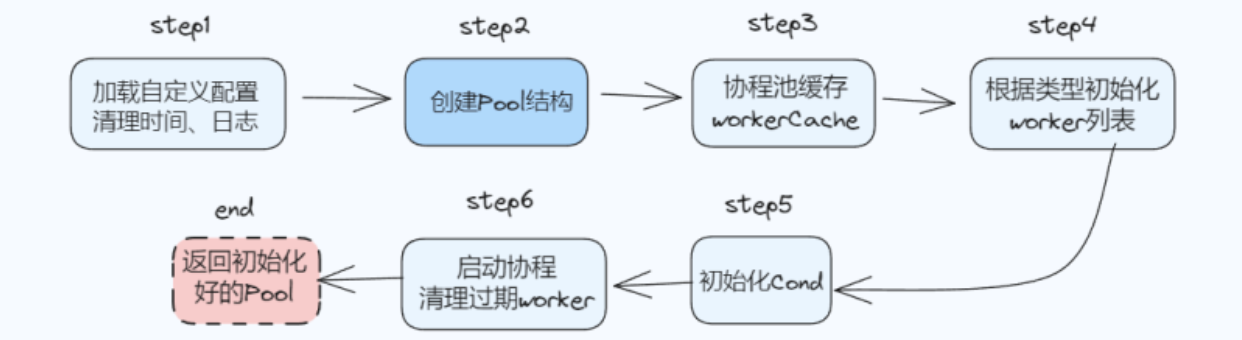 step1
加载自定义配置
清理时间、日志
step2
创建Pool结构
step3
协程池缓存
workerCache
step4
根据类型初始化
worker列表
step5
初始化Cond
step6
启动协程
清理过期worker
end
返回初始化
好的Pool